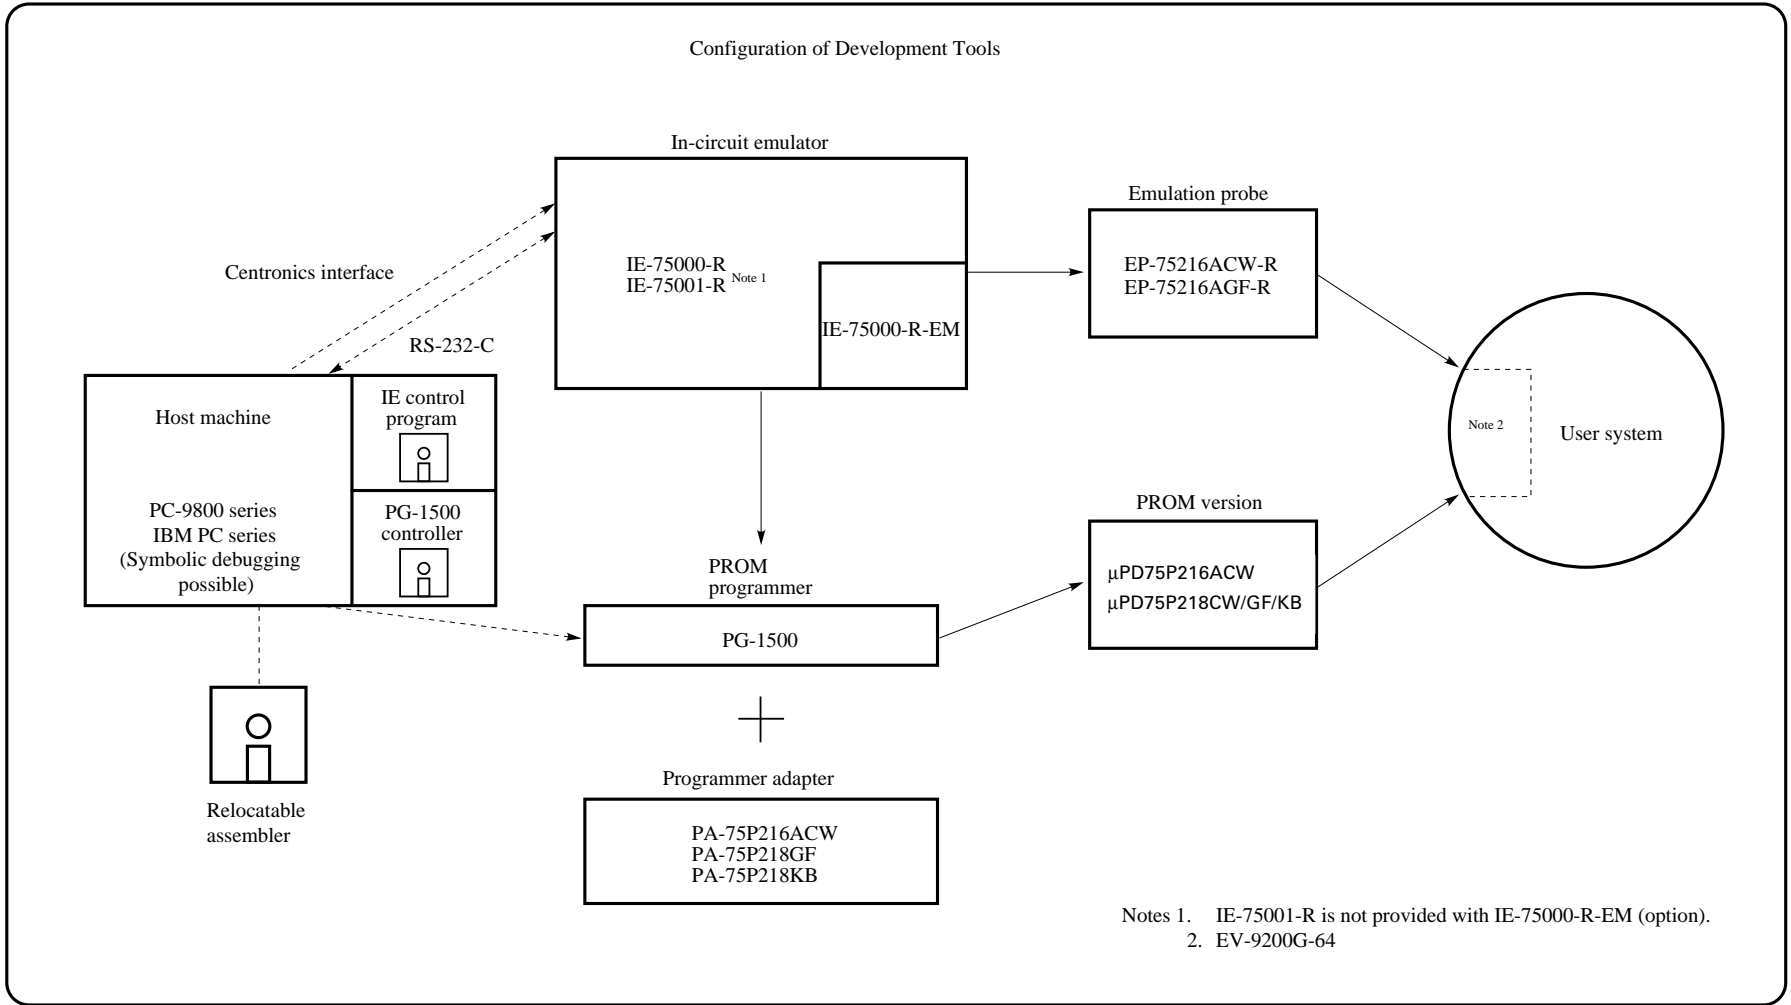 Configuration of Development Tools
In-circuit emulator
Emulation probe
Centronics interface
IE-75000-R
IE-75001-R Note 1
IE-75000-R-EM
EP-75216ACW-R
EP-75216AGF-R
RS-232-C
Host machine
IE control
program
PC-9800 series
IBM PC series
(Symbolic debugging
possible)
PG-1500
controller
Note 2
User system
PROM version
PROM
programmer
µPD75P216ACW
µPD75P218CW/GF/KB
PG-1500
Programmer adapter
Relocatable
assembler
PA-75P216ACW
PA-75P218GF
PA-75P218KB
Notes 1. IE-75001-R is not provided with IE-75000-R-EM (option).
2. EV-9200G-64